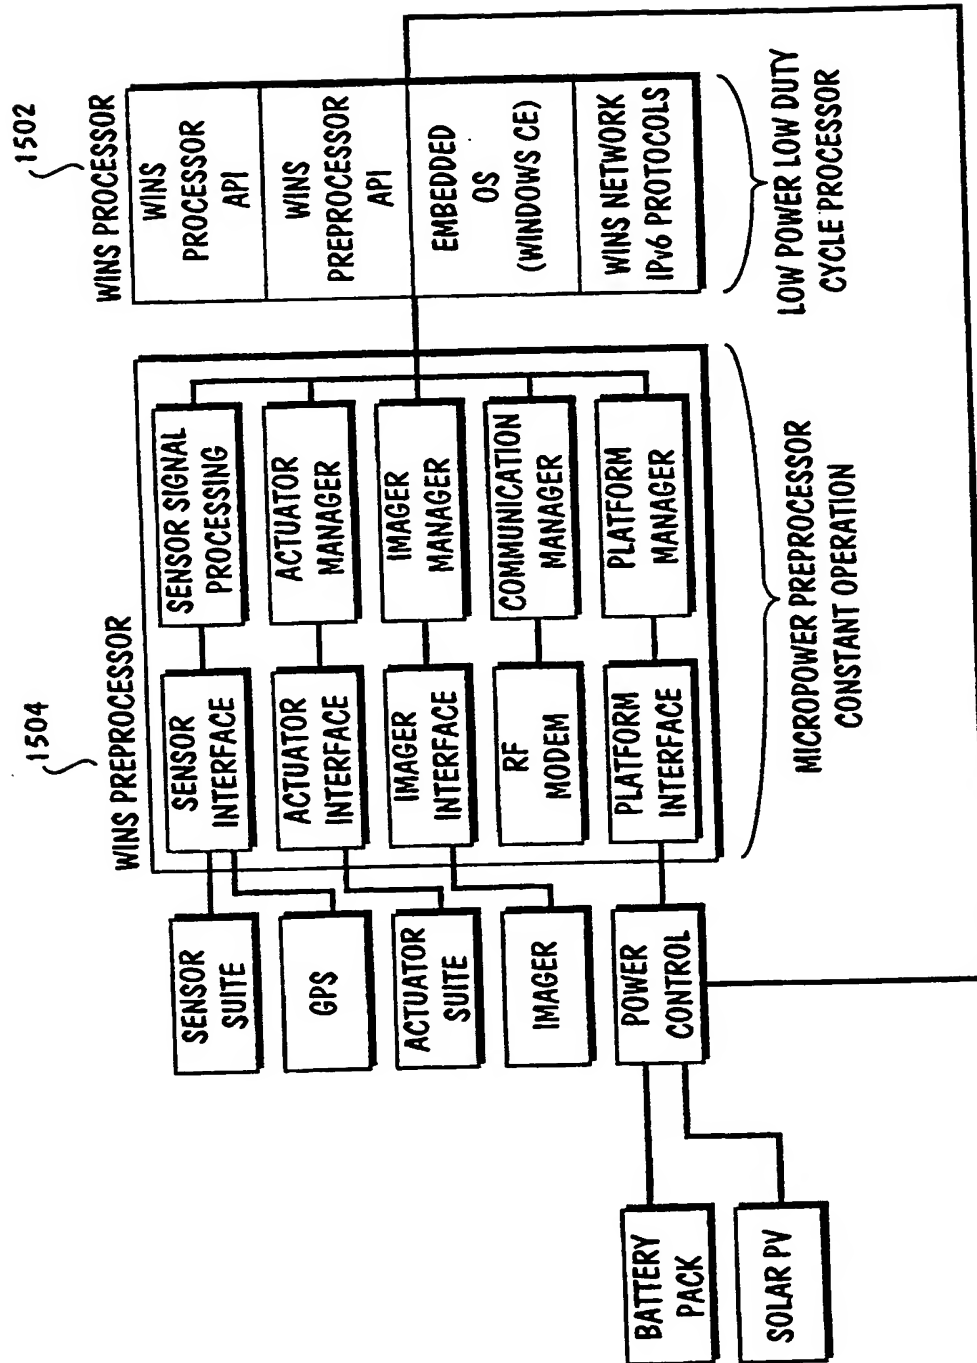 1504
WINS PREPROCESSOR
1502
WINS PROCESSOR
SENSOR
SUITE
GPS
ACTUATOR
SUITE
IMAGER
POWER
CONTROL
BATTERY
PACK
SOLAR PV
SENSOR
INTERFACE
ACTUATOR
INTERFACE
IMAGER
INTERFACE
RF
MODEM
PLATFORM
INTERFACE
SENSOR SIGNAL
PROCESSING
ACTUATOR
MANAGER
IMAGER
MANAGER
COMMUNICATION
MANAGER
PLATFORM
MANAGER
WINS
PROCESSOR
API
WINS
PREPROCESSOR
API
EMBEDDED
OS
(WINDOWS CE)
WINS NETWORK
IPv6 PROTOCOLS
MICROPOWER PREPROCESSOR
CONSTANT OPERATION
LOW POWER LOW DUTY
CYCLE PROCESSOR